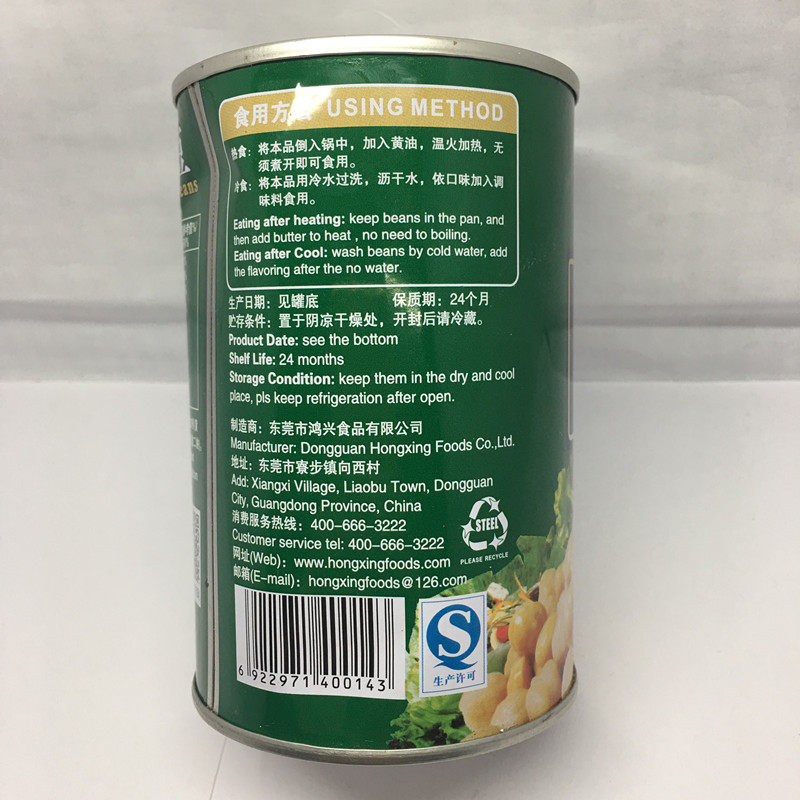 食用方法 USING METHOD
热食：将本品倒入锅中，加入黄油，温火加热，无
须煮开即可食用。
冷食：将本品用冷水过洗，沥干水，依口味加入调
味料食用。
Eating after heating: keep beans in the pan, and
then add butter to heat , no need to boiling.
Eating after Cool: wash beans by cold water, add
the flavoring after the no water.
生产日期：见罐底 保质期：24个月
贮存条件：置于阴凉干燥处，开封后请冷藏。
Product Date: see the bottom
Shelf Life: 24 months
Storage Condition: keep them in the dry and cool
place, pls keep refrigeration after open.
制造商：东莞市鸿兴食品有限公司
Manufacturer: Dongguan Hongxing Foods Co.,Ltd.
地址：东莞市寮步镇向西村
Add: Xiangxi Village, Liaobu Town, Dongguan
City, Guangdong Province, China
消费服务热线：400-666-3222
Customer service tel: 400-666-3222
网址(Web)：www.hongxingfoods.com
邮箱(E-mail)：hongxingfoods@126.com
STEEL
PLEASE RECYCLE
6 922971 400143
生产许可